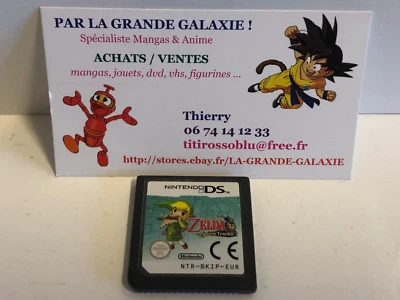 PAR LA GRANDE GALAXIE !
Spécialiste Mangas & Anime
ACHATS / VENTES
mangas, jouets, dvd, vhs, figurines ...
Thierry
06 74 14 12 33
titirossoblu@free.fr
http://stores.ebay.fr/LA-GRANDE-GALAXIE
NINTENDO DS
ZELDA
Spirit Tracks
Nintendo
CE
NTR-BKIP-EUR